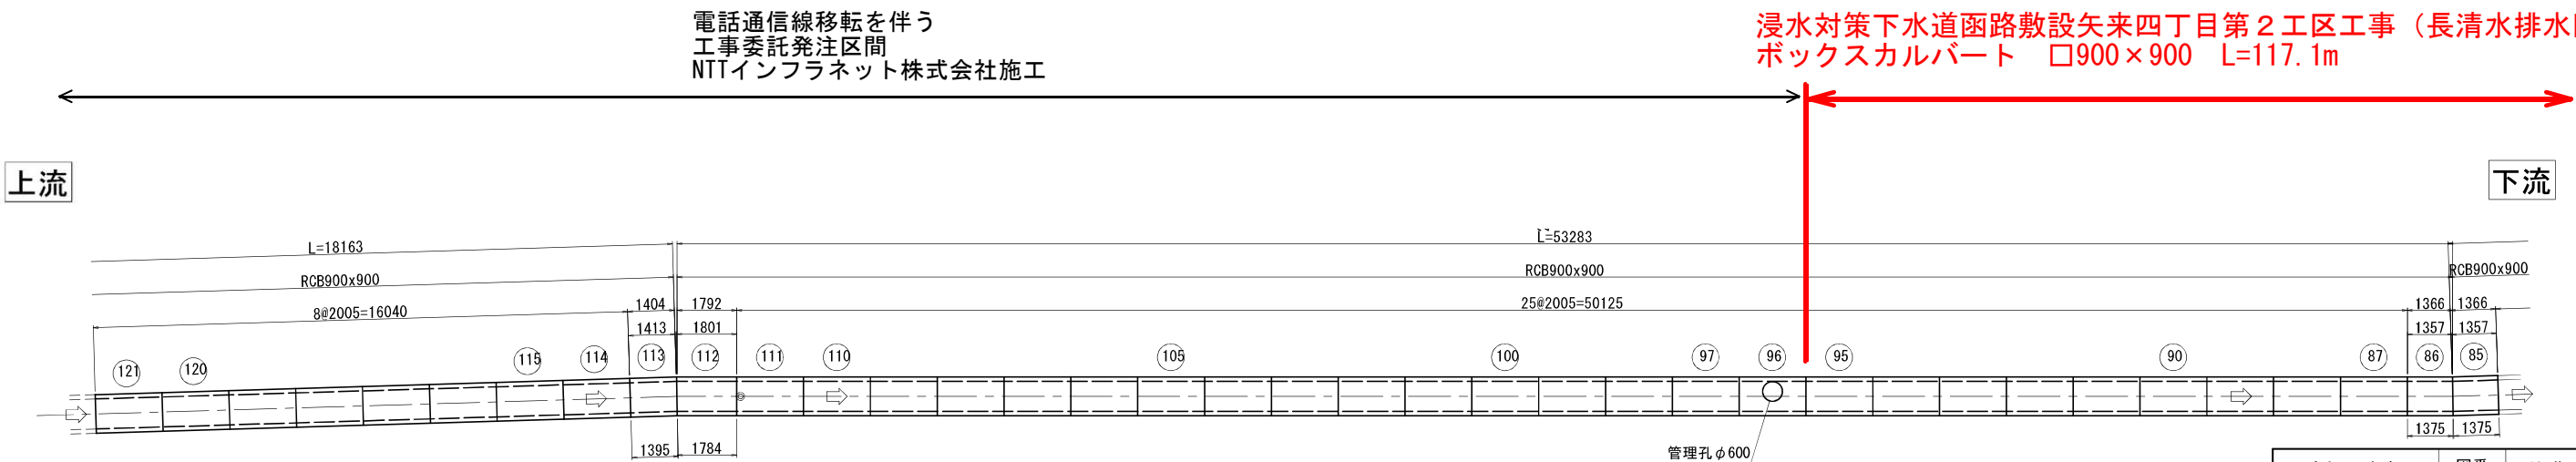 電話通信線移転を伴う
工事委託発注区間
NTTインフラネット株式会社施工
浸水対策下水道函路敷設矢来四丁目第２工区工事（長清水排水
ボックスカルバート　□900×900　L=117.1m
上流
下流
L=18163
L=53283
RCB900x900
RCB900x900
RCB900x900
8@2005=16040
1404
1792
25@2005=50125
1366
1366
1413
1801
1357
1357
121
120
115
114
113
112
111
110
105
100
97
96
95
90
87
86
85
1395
1784
管理孔φ600
1375
1375